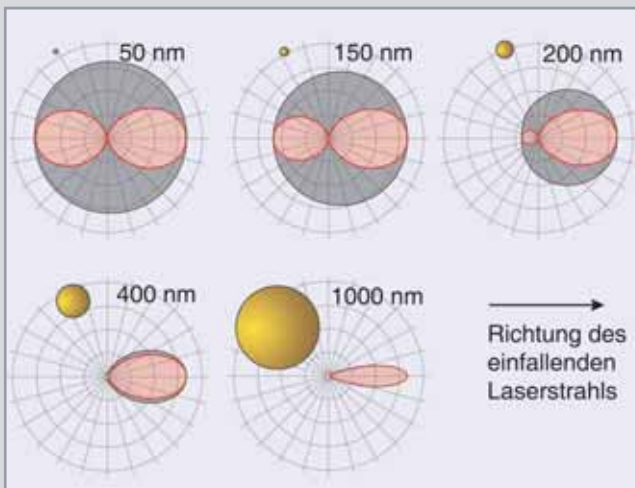 50 nm
150 nm
200 nm
400 nm
1000 nm
Richtung des
einfallenden
Laserstrahls